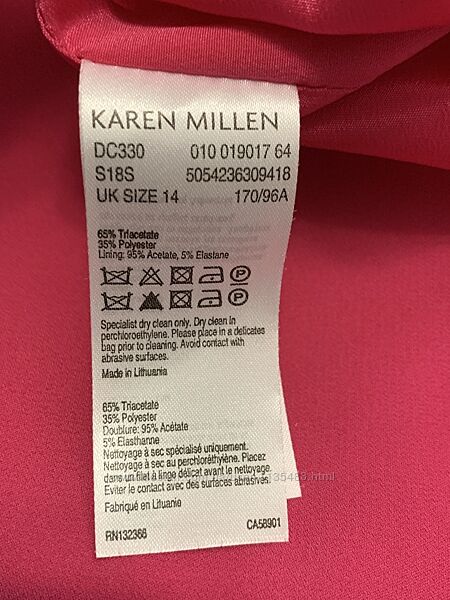 KAREN MILLEN
DC330 010 019017 64
S18S 5054236309418
UK SIZE 14 170/96A
65% Triacetate
35% Polyester
Lining: 95% Acetate, 5% Elastane
P
P
Specialist dry clean only. Dry clean in
perchloroethylene. Please place in a delicates
bag prior to cleaning. Avoid contact with
abrasive surfaces.
Made in Lithuania
65% Triacetate
35% Polyester
Doublure: 95% Acétate
5% Elasthanne
Nettoyage à sec spécialisé uniquement.
Nettoyage à sec au perchloréthylène. Placez
dans un filet à linge délicat avant le nettoyage.
Eviter le contact avec des surfaces abrasives.
Fabriqué en Lituanie
RN132366 CA58901